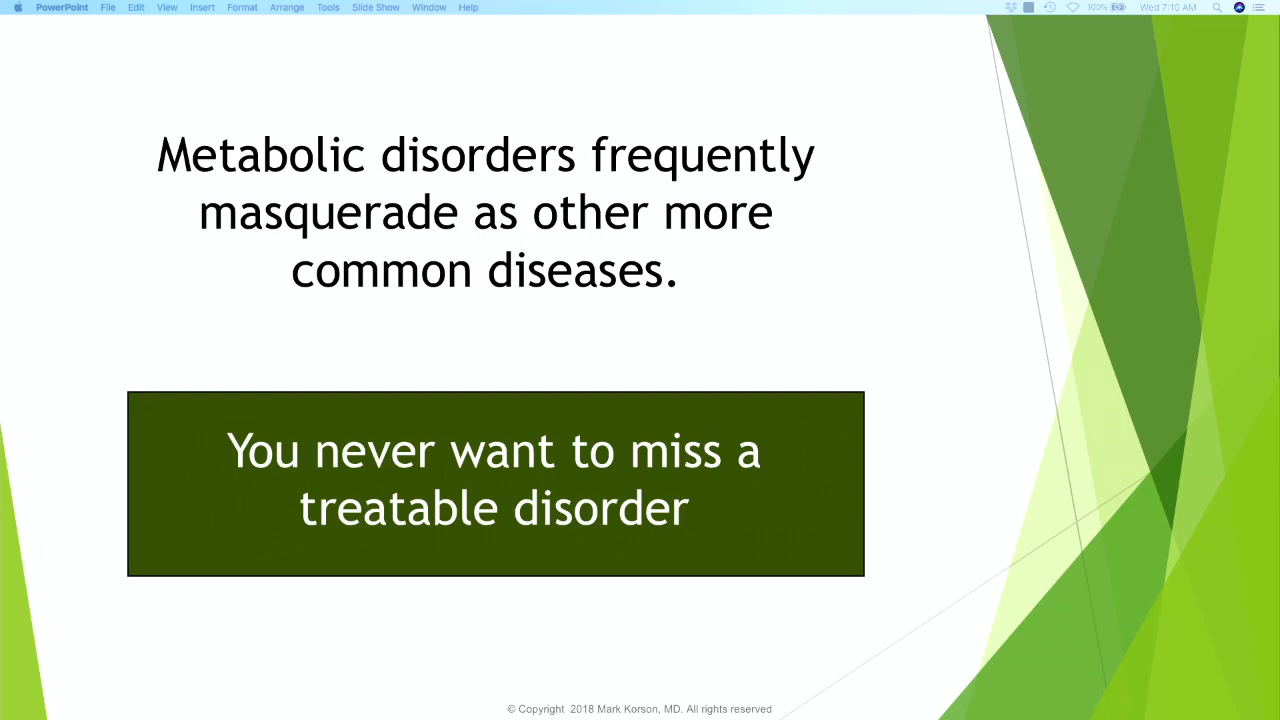 PowerPoint File Edit View Insert Format Arrange Tools Slide Show Window Help 100% Wed 7:10 AM
Metabolic disorders frequently
masquerade as other more
common diseases.
You never want to miss a
treatable disorder
© Copyright 2018 Mark Korson, MD. All rights reserved